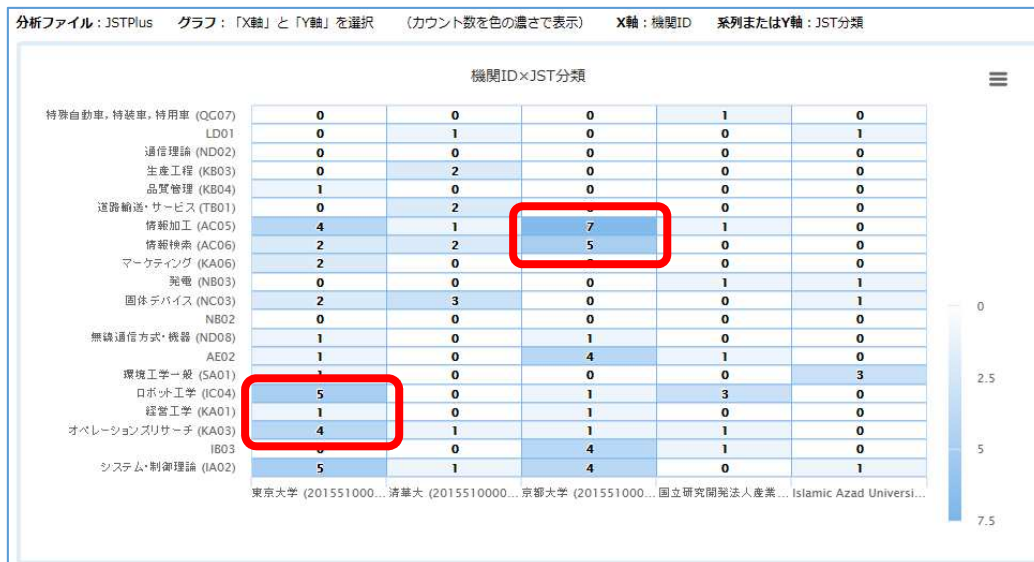 分析ファイル：JSTPlus グラフ：「X軸」と「Y軸」を選択 （カウント数を色の濃さで表示） X軸：機関ID 系列またはY軸：JST分類
機関ID×JST分類
特殊自動車，特装車，特用車 (QG07) 0 0 0 1 0
LD01 0 1 0 0 1
通信理論 (ND02) 0 0 0 0 0
生産工程 (KB03) 0 2 0 0 0
品質管理 (KB04) 1 0 0 0 0
道路輸送・サービス (TB01) 0 2 0 0
情報加工 (AC05) 4 1 7 1 0
情報検索 (AC06) 2 2 5 0 0
マーケティング (KA06) 2 0 0 0
発電 (NB03) 0 0 0 1 1
固体デバイス (NC03) 2 3 0 0 1
NB02 0 0 0 0 0
無線通信方式・機器 (ND08) 1 0 1 0 0
AE02 1 0 4 1 0
環境工学一般 (SA01) 1 0 0 0 3
ロボット工学 (IC04) 5 0 1 3 0
経営工学 (KA01) 1 0 1 0 0
オペレーションズリサーチ (KA03) 4 1 1 1 0
IB03 0 4 1 0
システム・制御理論 (IA02) 5 1 4 0 1
東京大学 (201551000... 清華大 (2015510000... 京都大学 (201551000... 国立研究開発法人産業... Islamic Azad Universi...
0
2.5
5
7.5